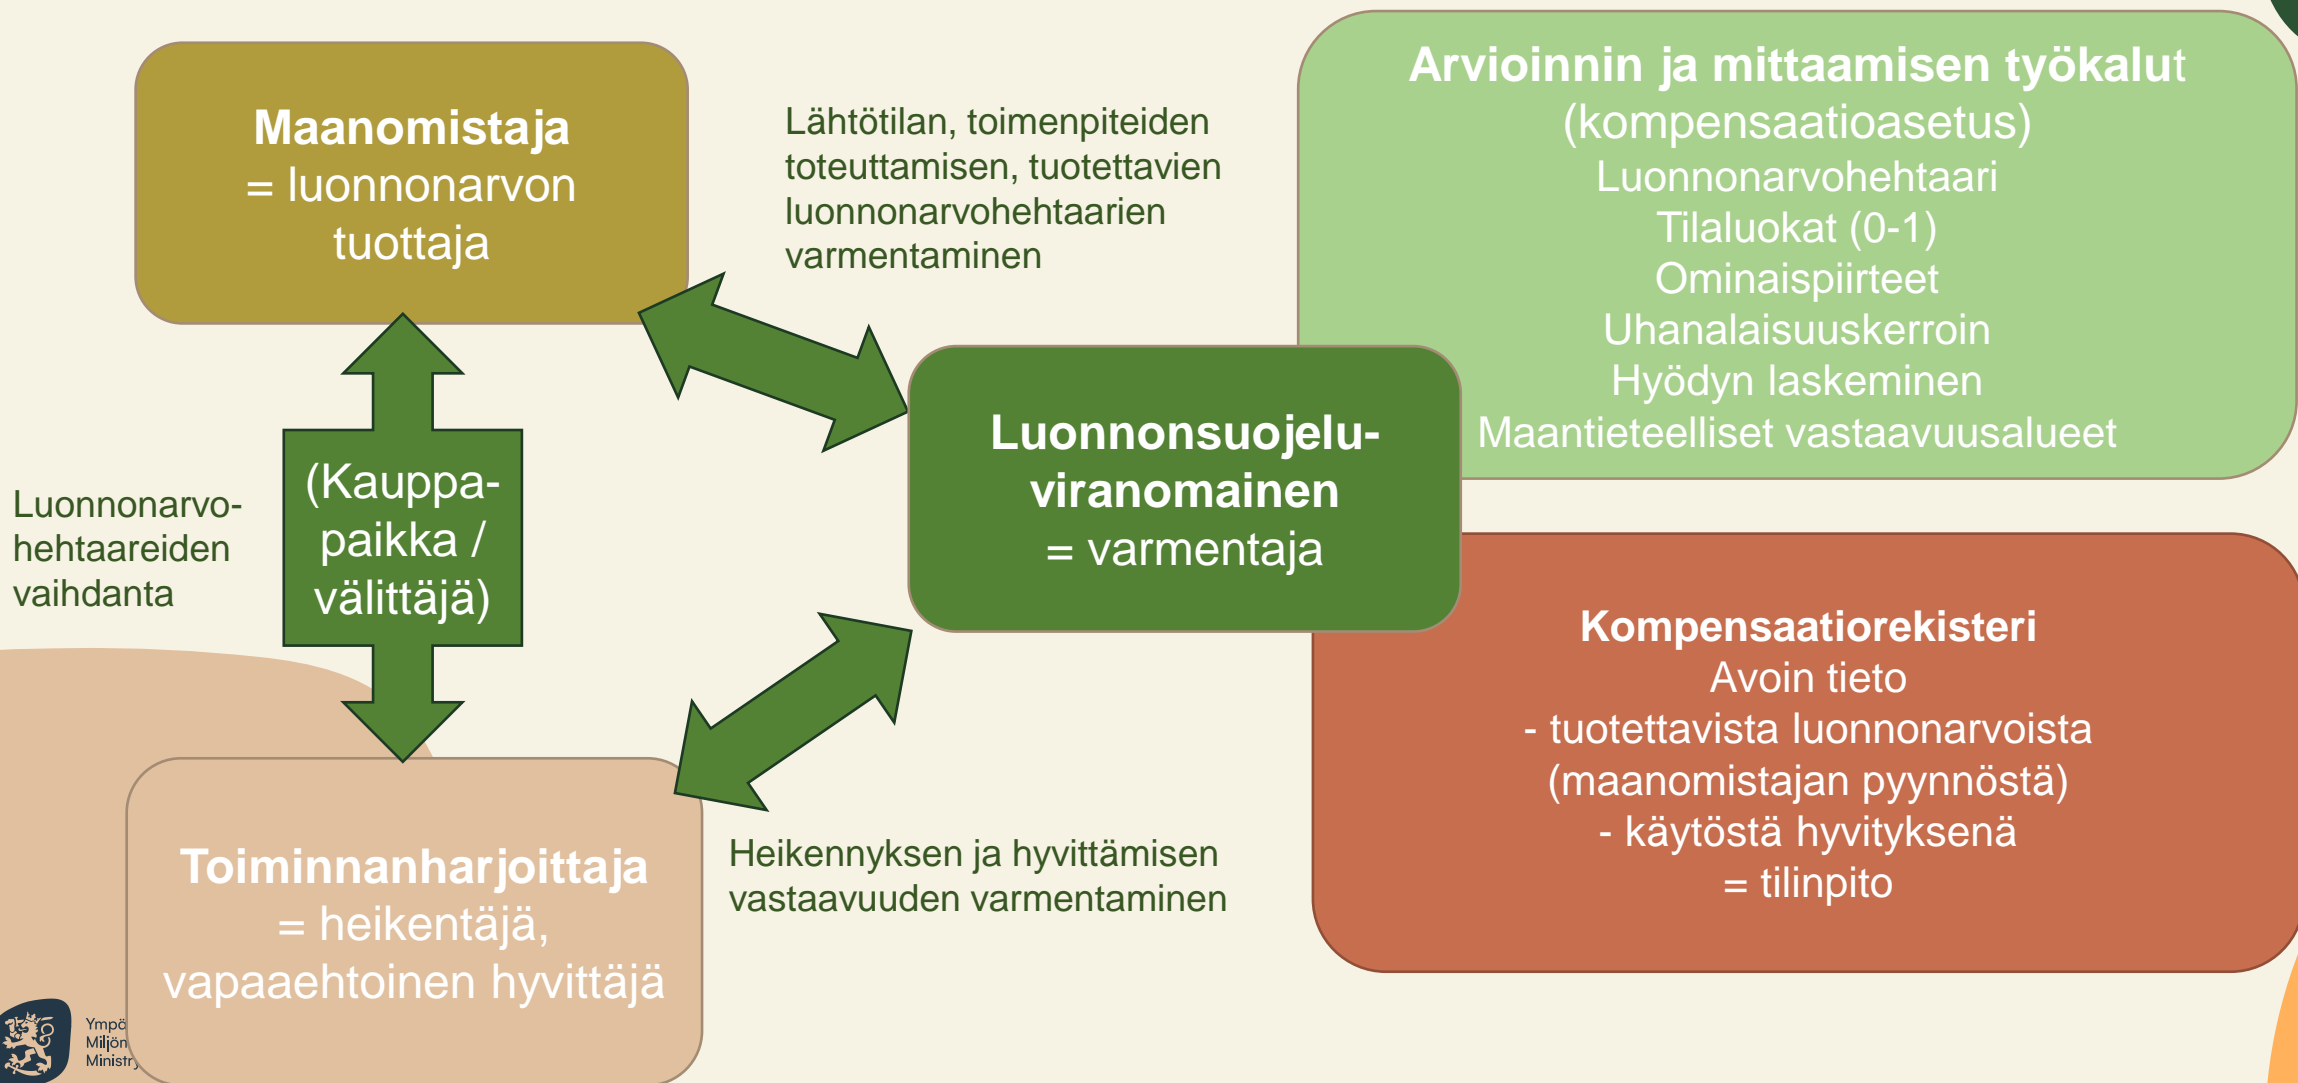 Maanomistaja
= luonnonarvon
tuottaja
Lähtötilan, toimenpiteiden
toteuttamisen, tuotettavien
luonnonarvohehtaarien
varmentaminen
Arvioinnin ja mittaamisen työkalut
(kompensaatioasetus)
Luonnonarvohehtaari
Tilaluokat (0-1)
Ominaispiirteet
Uhanalaisuuskerroin
Hyödyn laskeminen
Maantieteelliset vastaavuusalueet
Luonnonsuojelu-
viranomainen
= varmentaja
Luonnonarvo-
hehtaareiden
vaihdanta
(Kauppa-
paikka /
välittäjä)
Kompensaatiorekisteri
Avoin tieto
- tuotettavista luonnonarvoista
(maanomistajan pyynnöstä)
- käytöstä hyvityksenä
= tilinpito
Toiminnanharjoittaja
= heikentäjä,
vapaaehtoinen hyvittäjä
Heikennyksen ja hyvittämisen
vastaavuuden varmentaminen